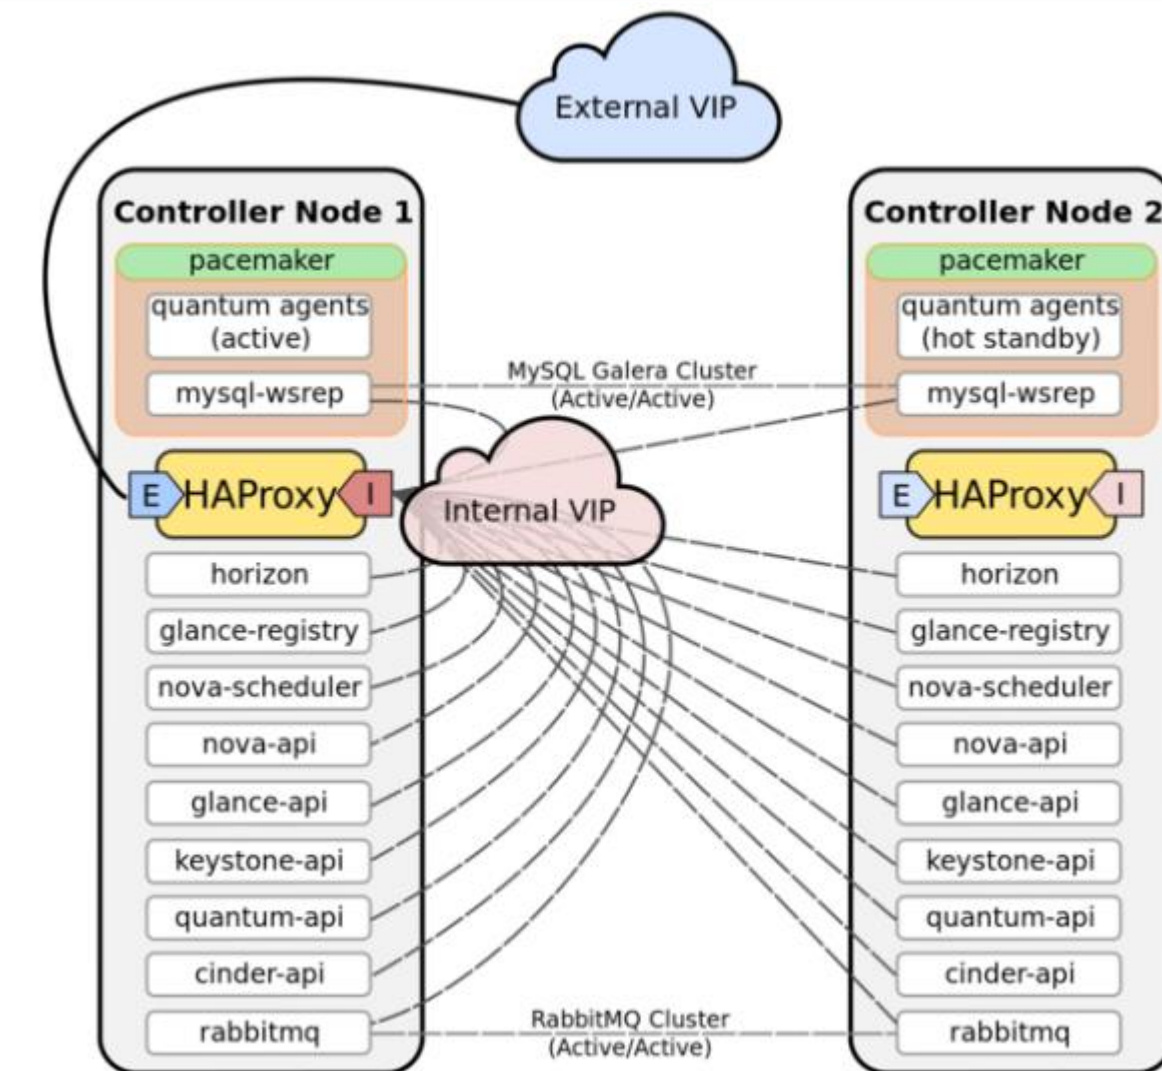 External VIP
Controller Node 1
pacemaker
quantum agents
(active)
mysql-wsrep
E
HAProxy
I
horizon
glance-registry
nova-scheduler
nova-api
glance-api
keystone-api
quantum-api
cinder-api
rabbitmq
MySQL Galera Cluster
(Active/Active)
Internal VIP
RabbitMQ Cluster
(Active/Active)
Controller Node 2
pacemaker
quantum agents
(hot standby)
mysql-wsrep
E
HAProxy
I
horizon
glance-registry
nova-scheduler
nova-api
glance-api
keystone-api
quantum-api
cinder-api
rabbitmq